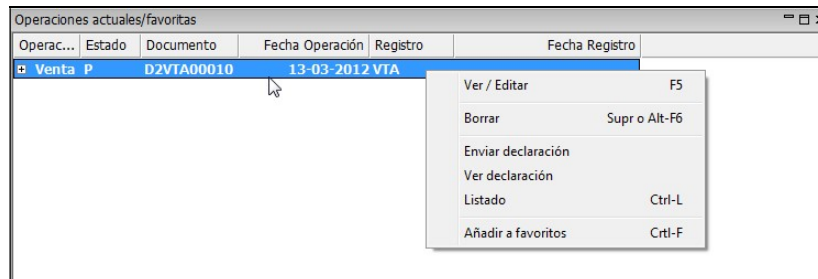 Operaciones actuales/favoritas
Operac... Estado Documento Fecha Operación Registro Fecha Registro
Venta P D2VTA00010 13-03-2012 VTA
Ver / Editar F5
Borrar Supr o Alt-F6
Enviar declaración
Ver declaración
Listado Ctrl-L
Añadir a favoritos Crtl-F